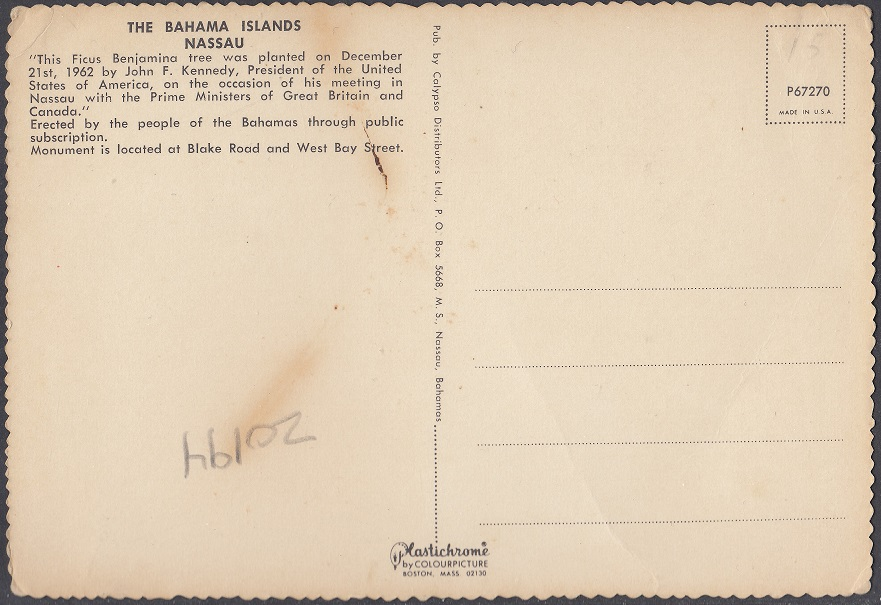 THE BAHAMA ISLANDS
NASSAU
"This Ficus Benjamina tree was planted on December
21st, 1962 by John F. Kennedy, President of the United
States of America, on the occasion of his meeting in
Nassau with the Prime Ministers of Great Britain and
Canada."
Erected by the people of the Bahamas through public
subscription.
Monument is located at Blake Road and West Bay Street.
Pub. by Calypso Distributors Ltd., P. O. Box 5668, M. S., Nassau, Bahamas
15
P67270
MADE IN U.S.A.
Plastichrome®
by COLOURPICTURE
BOSTON, MASS. 02130